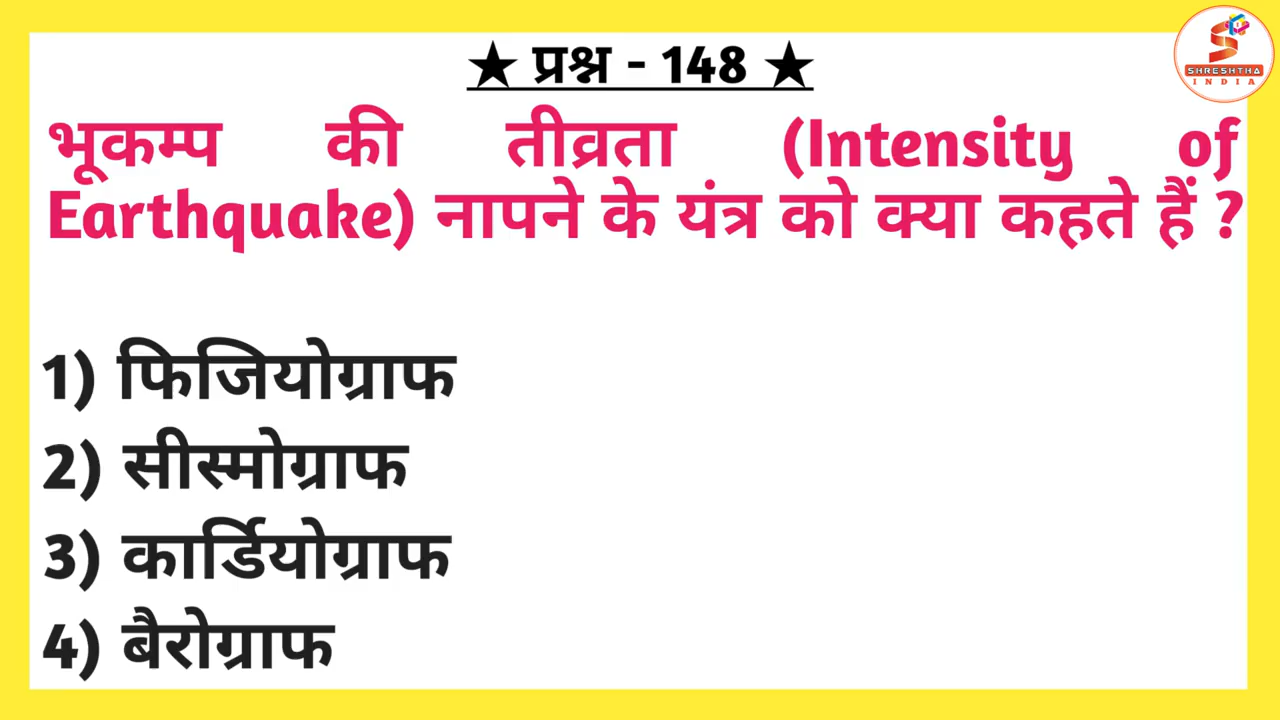 ★ प्रश्न - 148 ★
SHRESHTHA
INDIA
भूकम्प की तीव्रता (Intensity of
Earthquake) नापने के यंत्र को क्या कहते हैं ?
1) फिजियोग्राफ
2) सीस्मोग्राफ
3) कार्डियोग्राफ
4) बैरोग्राफ